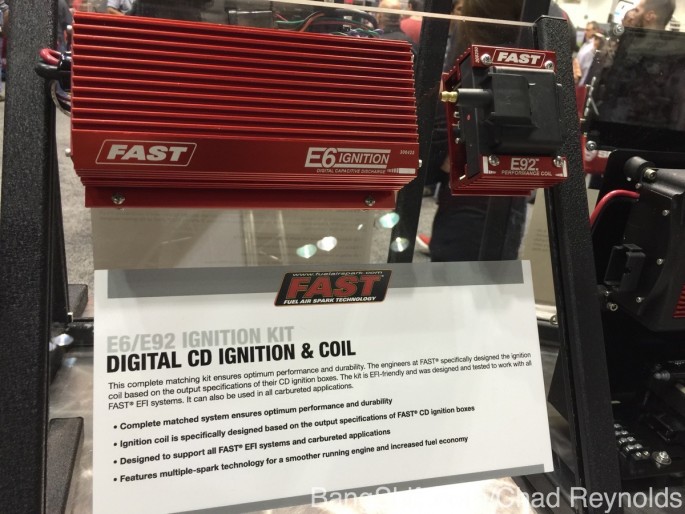 FAST
E6 IGNITION
DIGITAL CAPACITIVE DISCHARGE
FAST
E92
PERFORMANCE COIL
www.fuelairspark.com
FAST
FUEL AIR SPARK TECHNOLOGY
E6/E92 IGNITION KIT
DIGITAL CD IGNITION & COIL
This complete matching kit ensures optimum performance and durability. The engineers at FAST® specifically designed the ignition
coil based on the output specifications of their CD ignition boxes. The kit is EFI-friendly and was designed and tested to work with all
FAST® EFI systems. It can also be used in all carbureted applications.
• Complete matched system ensures optimum performance and durability
• Ignition coil is specifically designed based on the output specifications of FAST® CD ignition boxes
• Designed to support all FAST® EFI systems and carbureted applications
• Features multiple-spark technology for a smoother running engine and increased fuel economy
Chad Reynolds